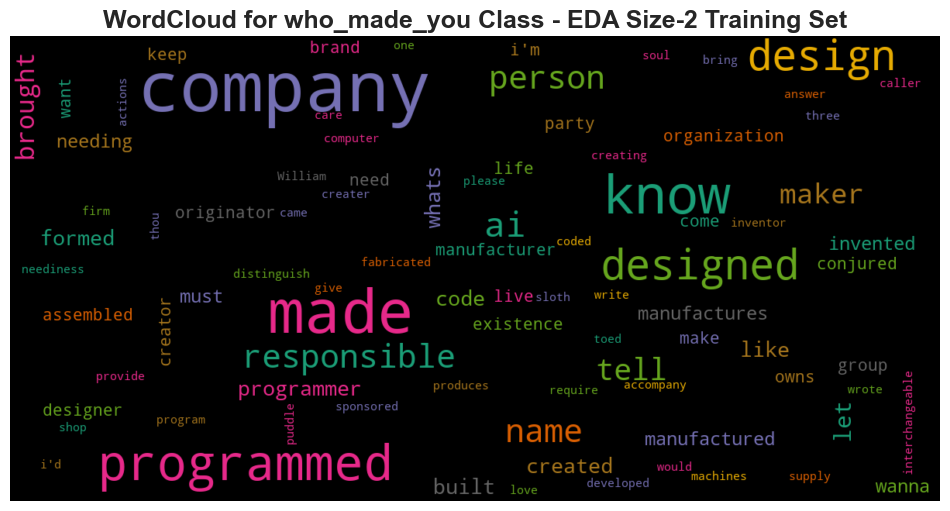 WordCloud for who_made_you Class - EDA Size-2 Training Set
brought
want
keep
actions
company
brand
one
care
computer
i'm
person
soul
bring
design
caller
answer
three
needing
party
organization
creating
William
need
creater
life
please
whats
know
maker
come
inventor
firm
thou
originator
came
ai
formed
manufacturer
coded
invented
designed
conjured
neediness
distinguish
fabricated
give
must
code
live
sloth
write
assembled
creator
made
existence
manufactures
toed
make
like
responsible
tell
group
owns
provide
programmer
produces
require
accompany
wrote
interchangeable
designer
shop
program
puddle
sponsored
name
let
manufactured
i'd
programmed
created
would
built
love
developed
machines
supply
wanna